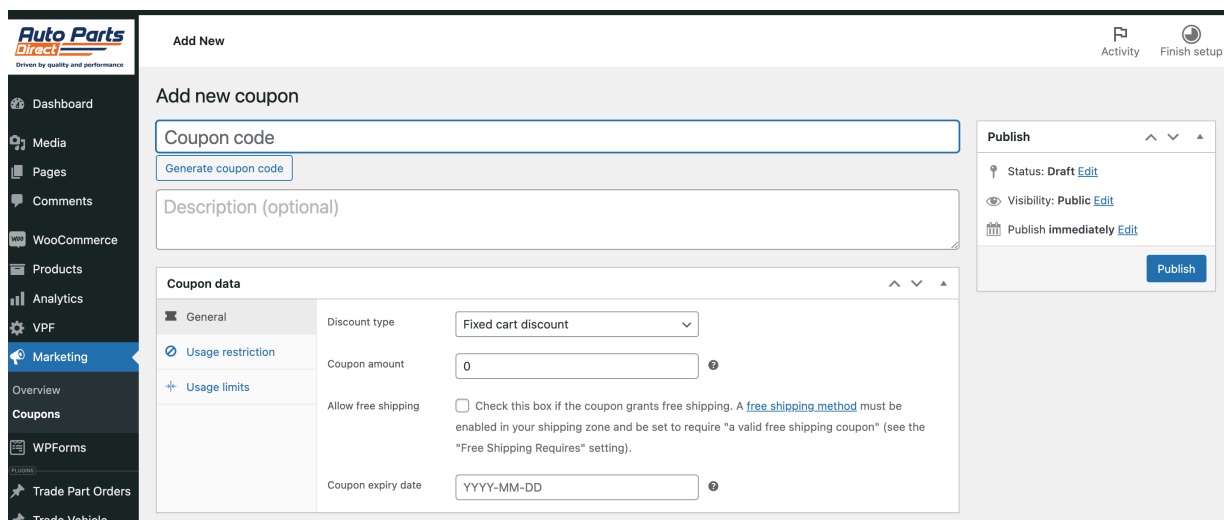 Auto Parts
Direct
Driven by quality and performance
Add New
Activity
Finish setup
Dashboard
Media
Pages
Comments
WOO
WooCommerce
Products
Analytics
VPF
Marketing
Overview
Coupons
WPForms
PLUGINS
Trade Part Orders
Trade Vehicle
Add new coupon
Coupon code
Generate coupon code
Description (optional)
Coupon data
General
Usage restriction
Usage limits
Discount type
Fixed cart discount
Coupon amount
0
?
Allow free shipping
Check this box if the coupon grants free shipping. A free shipping method must be
enabled in your shipping zone and be set to require "a valid free shipping coupon" (see the
"Free Shipping Requires" setting).
Coupon expiry date
YYYY-MM-DD
?
Publish
Status: Draft Edit
Visibility: Public Edit
Publish immediately Edit
Publish